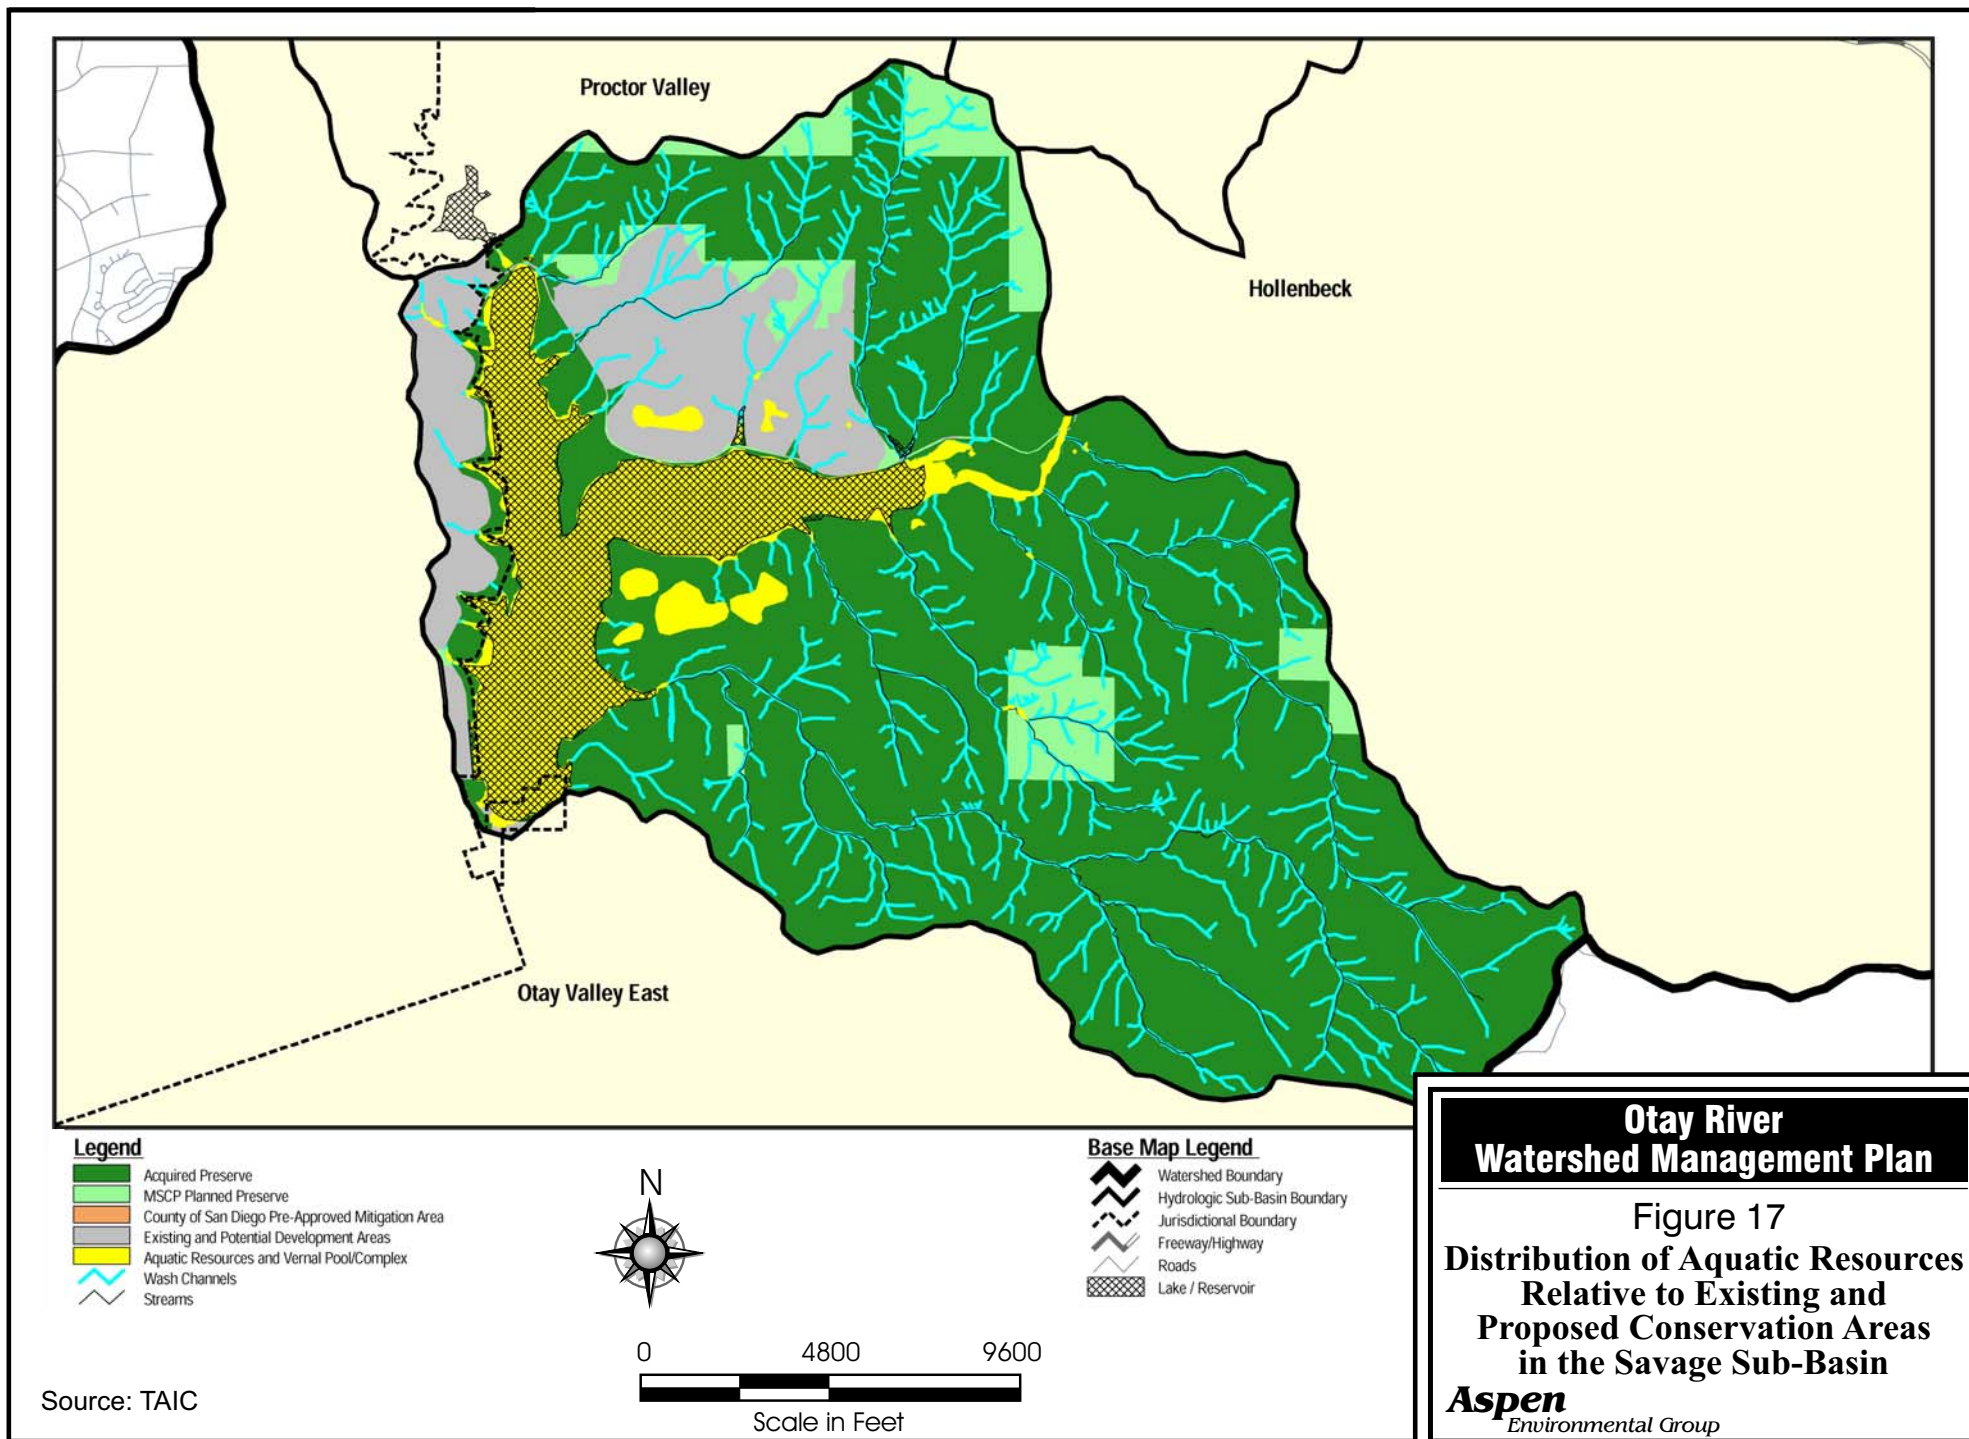 Proctor Valley
Hollenbeck
Otay Valley East
Legend
Acquired Preserve
MSCP Planned Preserve
County of San Diego Pre-Approved Mitigation Area
Existing and Potential Development Areas
Aquatic Resources and Vernal Pool/Complex
Wash Channels
Streams
N
0 4800 9600
Scale in Feet
Source: TAIC
Base Map Legend
Watershed Boundary
Hydrologic Sub-Basin Boundary
Jurisdictional Boundary
Freeway/Highway
Roads
Lake / Reservoir
Otay River
Watershed Management Plan
Figure 17
Distribution of Aquatic Resources
Relative to Existing and
Proposed Conservation Areas
in the Savage Sub-Basin
Aspen
Environmental Group